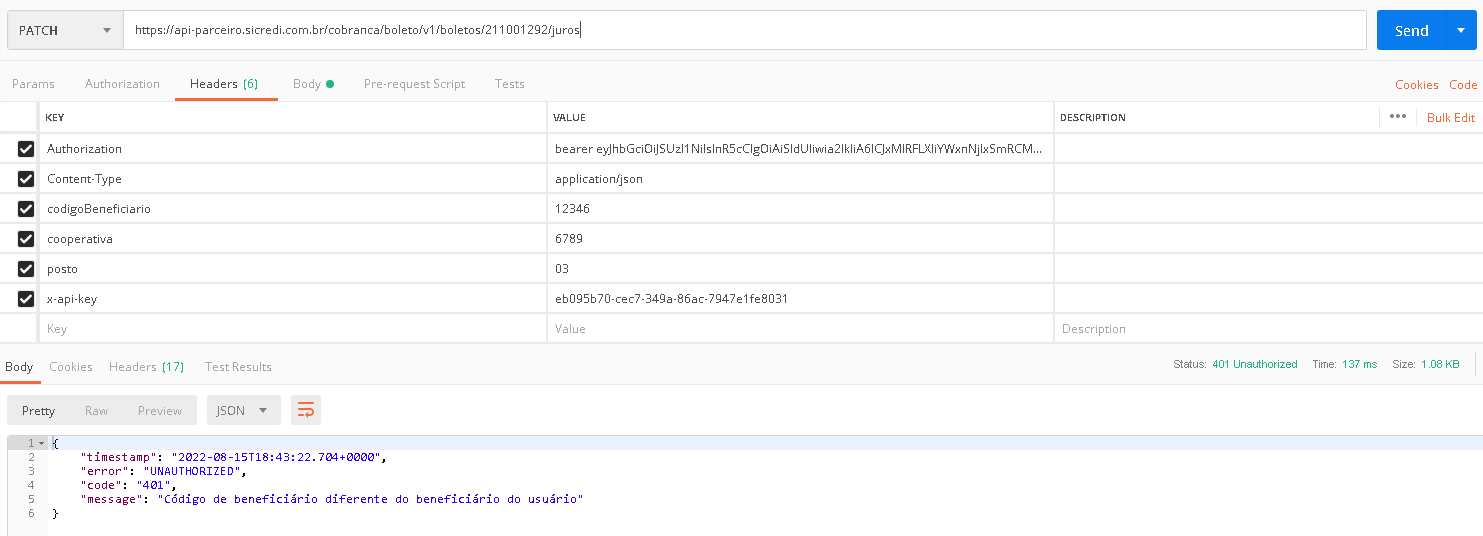 PATCH https://api-parceiro.sicredi.com.br/cobranca/boleto/v1/boletos/211001292/juros Send
Params Authorization Headers (6) Body Pre-request Script Tests Cookies Code
KEY VALUE DESCRIPTION ••• Bulk Edit
Authorization bearer
Content-Type application/json
codigoBeneficiario 12346
cooperativa 6789
posto 03
x-api-key eb095b70-cec7-349a-86ac-7947e1fe8031
Key Value Description
Body Cookies Headers (17) Test Results Status: 401 Unauthorized Time: 137 ms Size: 1.08 KB
Pretty Raw Preview JSON
1 {
2 "timestamp": "2022-08-15T18:43:22.704+0000",
3 "error": "UNAUTHORIZED",
4 "code": "401",
5 "message": "Código de beneficiário diferente do beneficiário do usuário"
6 }